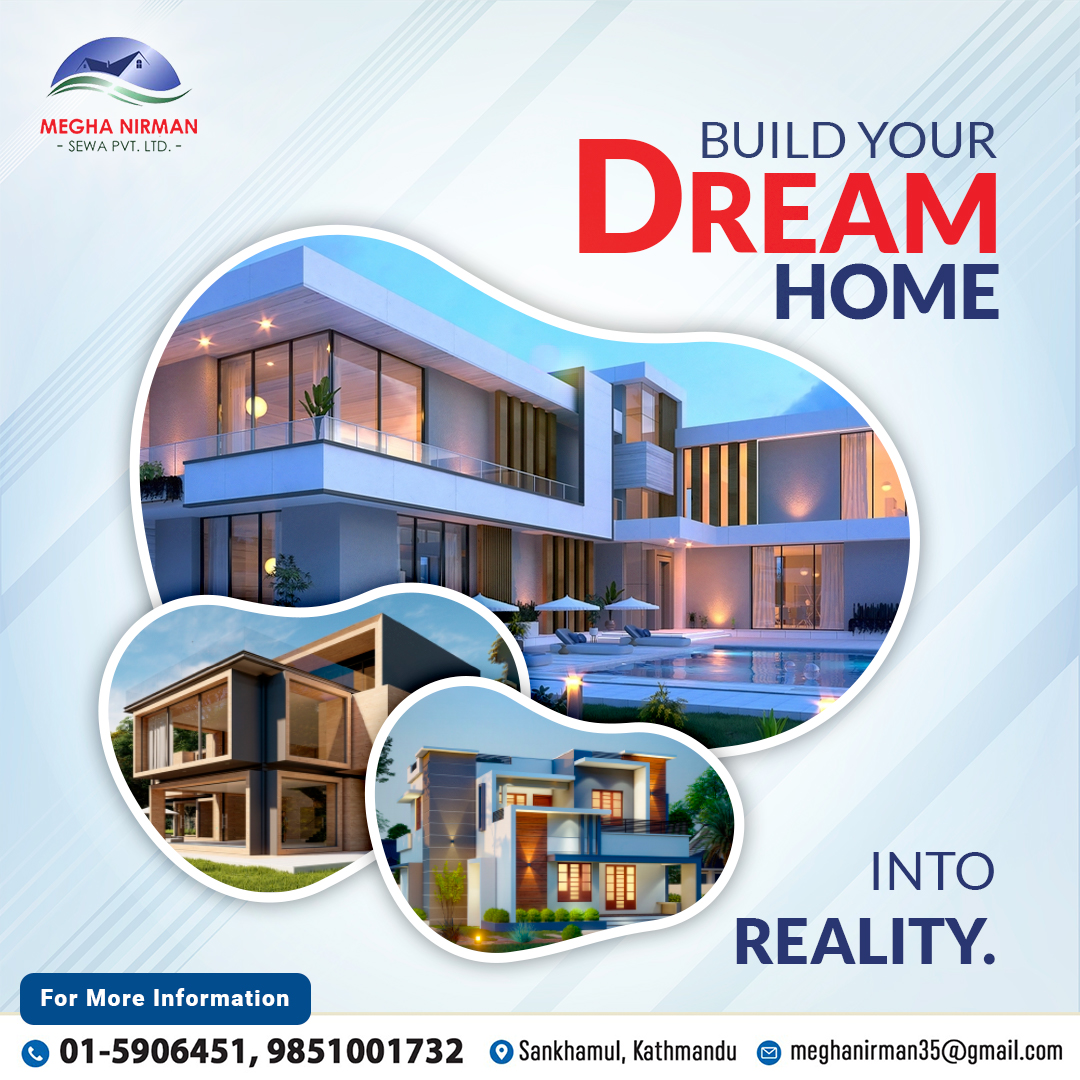 MEGHA NIRMAN
- SEWA PVT. LTD. -
BUILD YOUR
DREAM
HOME
INTO
REALITY.
For More Information
01-5906451, 9851001732
Sankhamul, Kathmandu
meghanirman35@gmail.com